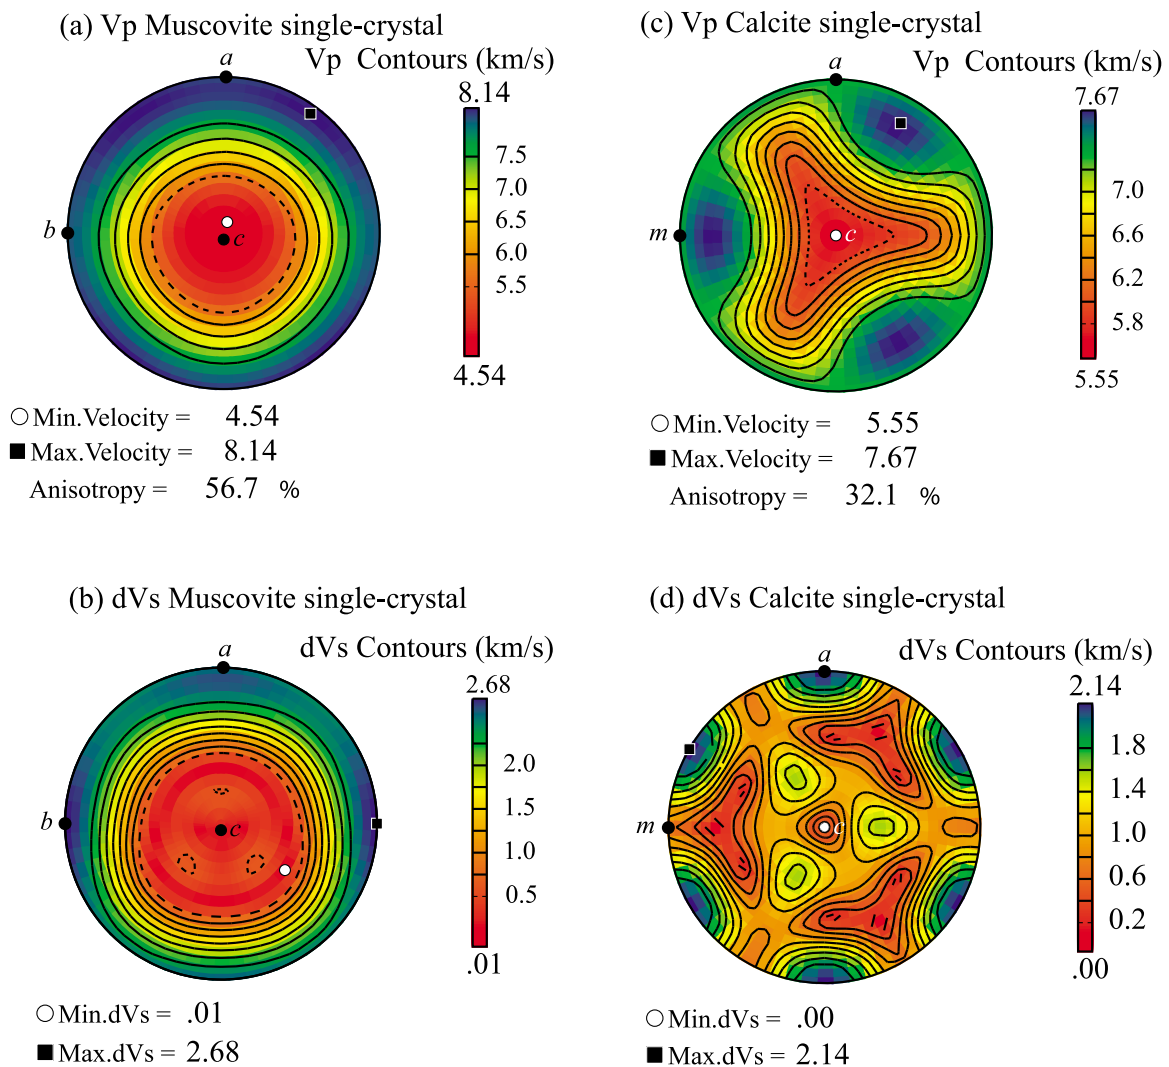 (a) Vp Muscovite single-crystal
a
Vp Contours (km/s)
8.14
7.5
7.0
6.5
6.0
5.5
4.54
b
c
Min.Velocity = 4.54
Max.Velocity = 8.14
Anisotropy = 56.7 %
(c) Vp Calcite single-crystal
a
Vp Contours (km/s)
7.67
7.0
6.6
6.2
5.8
5.55
m
c
Min.Velocity = 5.55
Max.Velocity = 7.67
Anisotropy = 32.1 %
(b) dVs Muscovite single-crystal
dVs Contours (km/s)
a
2.68
2.0
1.5
1.0
0.5
.01
b
c
Min.dVs = .01
Max.dVs = 2.68
(d) dVs Calcite single-crystal
dVs Contours (km/s)
a
2.14
1.8
1.4
1.0
0.6
0.2
.00
m
c
Min.dVs = .00
Max.dVs = 2.14